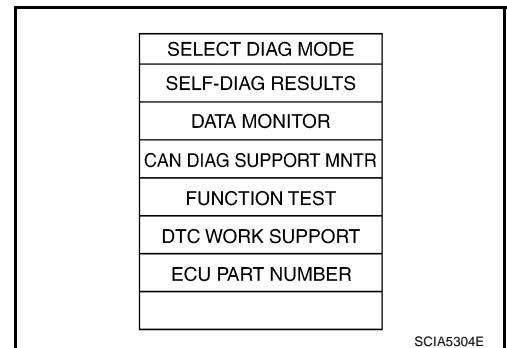 SELECT DIAG MODE
SELF-DIAG RESULTS
DATA MONITOR
CAN DIAG SUPPORT MNTR
FUNCTION TEST
DTC WORK SUPPORT
ECU PART NUMBER
SCIA5304E